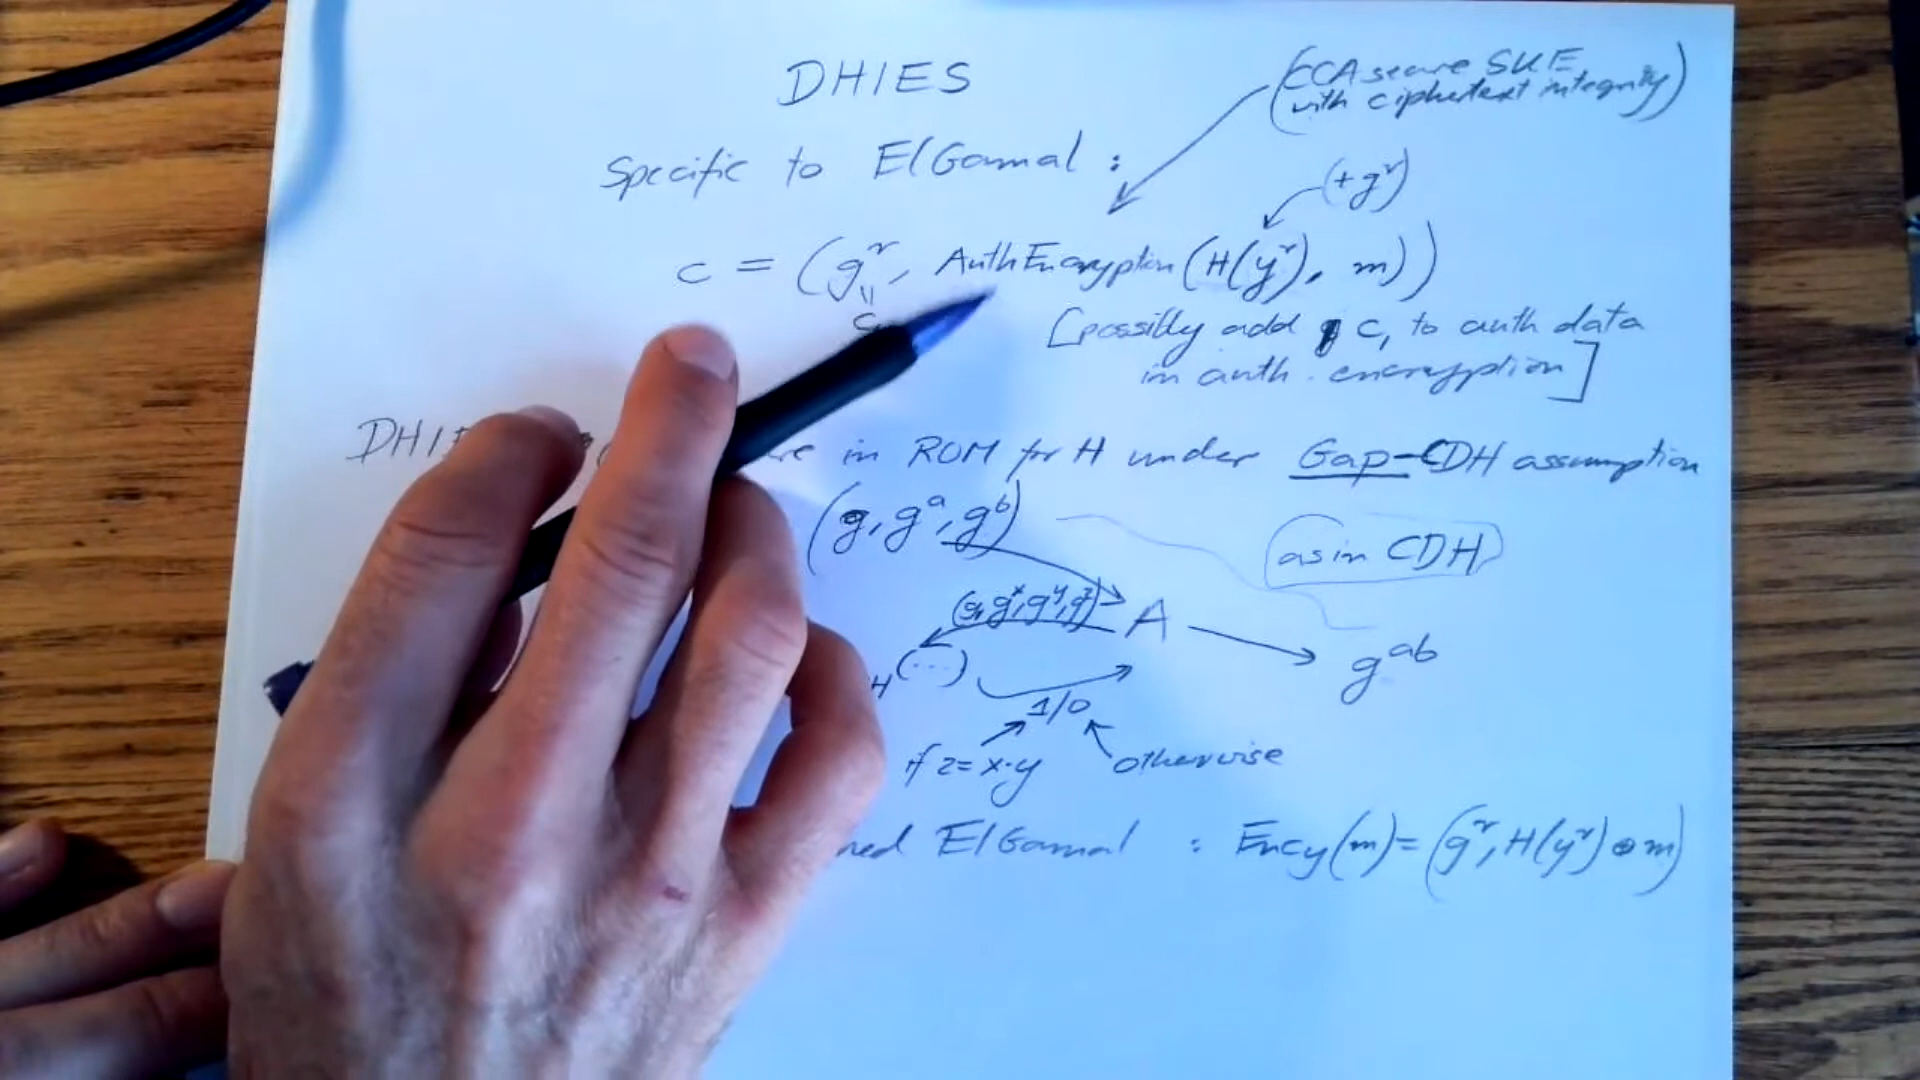 DHIES
(CCA secure SKE
with ciphertext integrity)
Specific to ElGamal :
(+ g^r)
c = (g^r, AuthEncryption(H(y^r), m))
[possilly add c₁ to auth data
in auth. encryption]
in ROM for H under Gap-CDH assumption
(g, g^a, g^b)
as in CDH
(g, g^x, g^y, g^z)
A
g^ab
H(...)
1/0
if z = x·y
otherwise
ElGamal : Ency(m) = (g^r, H(y^r) ⊕ m)